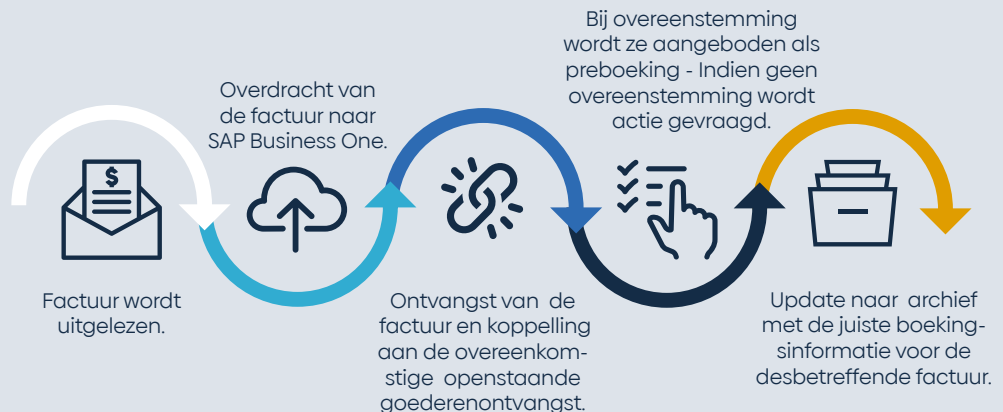 Factuur wordt
uitgelezen.
Overdracht van
de factuur naar
SAP Business One.
Ontvangst van de
factuur en koppelling
aan de overeenkom-
stige openstaande
goederenontvangst.
Bij overeenstemming
wordt ze aangeboden als
preboeking - Indien geen
overeenstemming wordt
actie gevraagd.
Update naar archief
met de juiste boeking-
sinformatie voor de
desbetreffende factuur.
$